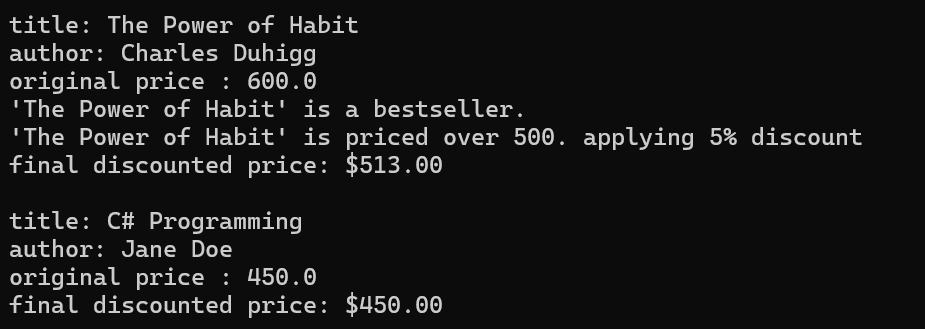 title: The Power of Habit
author: Charles Duhigg
original price : 600.0
'The Power of Habit' is a bestseller.
'The Power of Habit' is priced over 500. applying 5% discount
final discounted price: $513.00
title: C# Programming
author: Jane Doe
original price : 450.0
final discounted price: $450.00